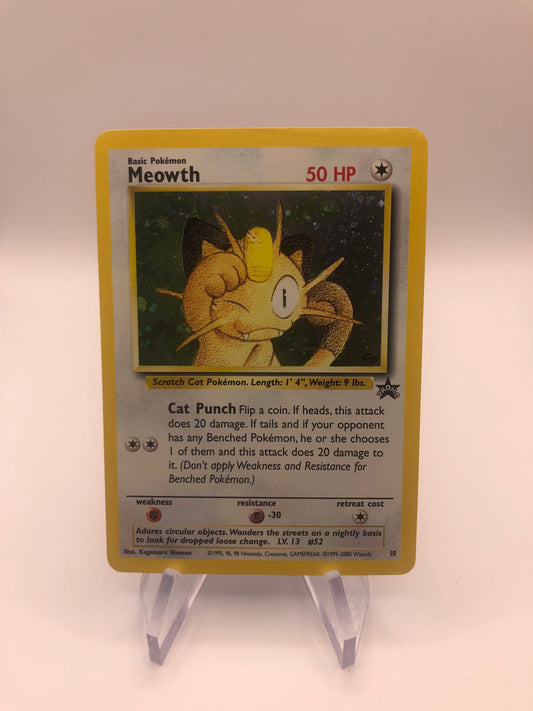 Basic Pokémon
Meowth 50 HP
Scratch Cat Pokémon. Length: 1' 4", Weight: 9 lbs.
PROMO
Cat Punch Flip a coin. If heads, this attack
does 20 damage. If tails and if your opponent
has any Benched Pokémon, he or she chooses
1 of them and this attack does 20 damage to
it. (Don't apply Weakness and Resistance for
Benched Pokémon.)
weakness resistance retreat cost
-30
Adores circular objects. Wanders the streets on a nightly basis
to look for dropped loose change. LV. 13 #52
Illus. Kagemaru Himeno ©1995, 96, 98 Nintendo, Creatures, GAMEFREAK. ©1999-2000 Wizards. 10